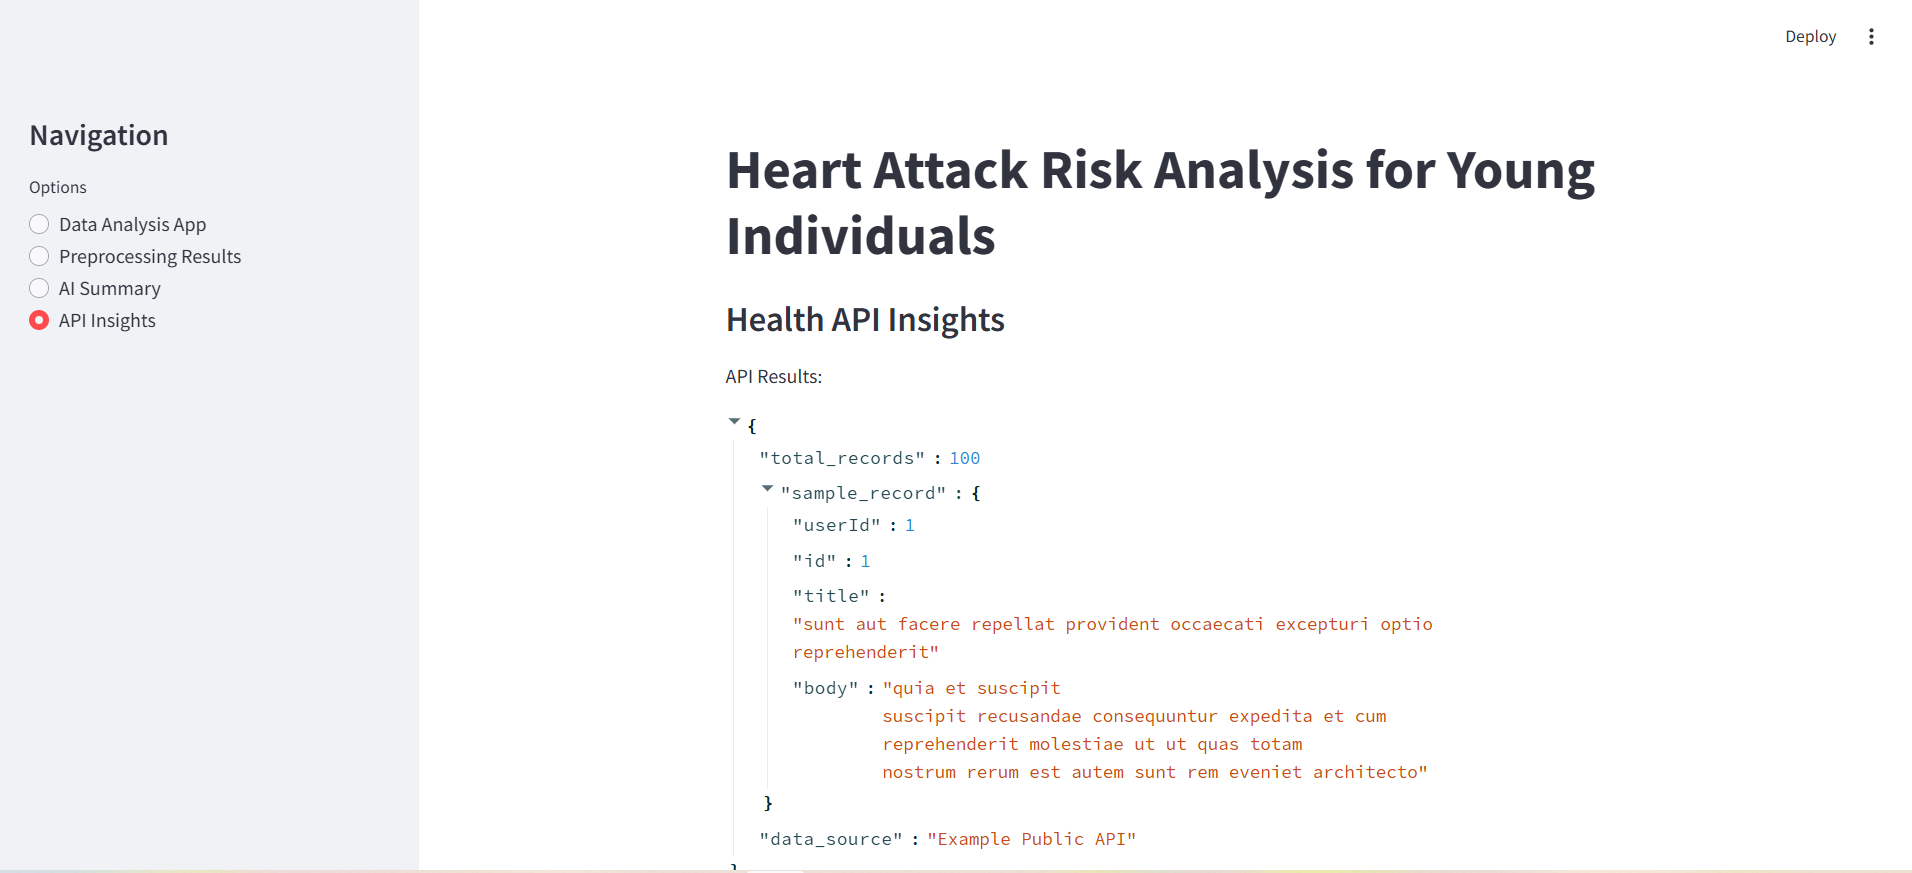 Deploy
Navigation
Options
Data Analysis App
Preprocessing Results
AI Summary
API Insights
Heart Attack Risk Analysis for Young
Individuals
Health API Insights
API Results:
{
"total_records" : 100
"sample_record" : {
"userId" : 1
"id" : 1
"title" :
"sunt aut facere repellat provident occaecati excepturi optio
reprehenderit"
"body" : "quia et suscipit
suscipit recusandae consequuntur expedita et cum
reprehenderit molestiae ut ut quas totam
nostrum rerum est autem sunt rem eveniet architecto"
}
"data_source" : "Example Public API"
}